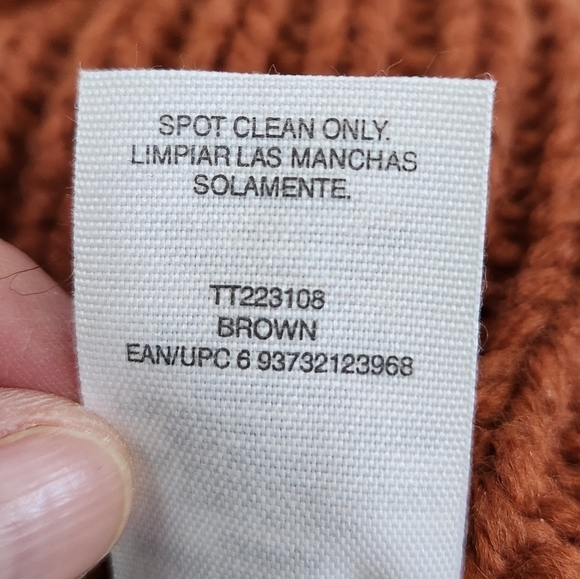 SPOT CLEAN ONLY.
LIMPIAR LAS MANCHAS
SOLAMENTE.
TT223108
BROWN
EAN/UPC 6 93732123968